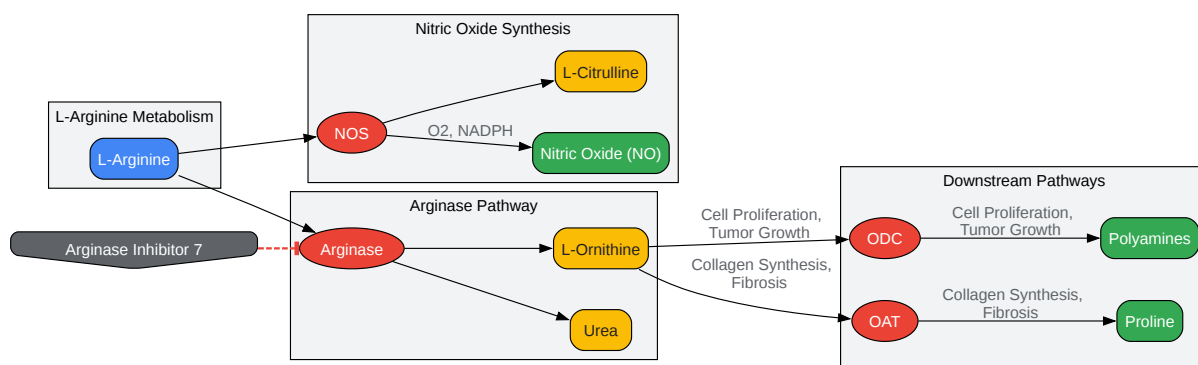 Nitric Oxide Synthesis
L-Citrulline
NOS
O2, NADPH
Nitric Oxide (NO)
L-Arginine Metabolism
L-Arginine
Arginase Pathway
Arginase Inhibitor 7
Arginase
L-Ornithine
Urea
Cell Proliferation,
Tumor Growth
Collagen Synthesis,
Fibrosis
Downstream Pathways
ODC
Cell Proliferation,
Tumor Growth
Polyamines
OAT
Collagen Synthesis,
Fibrosis
Proline